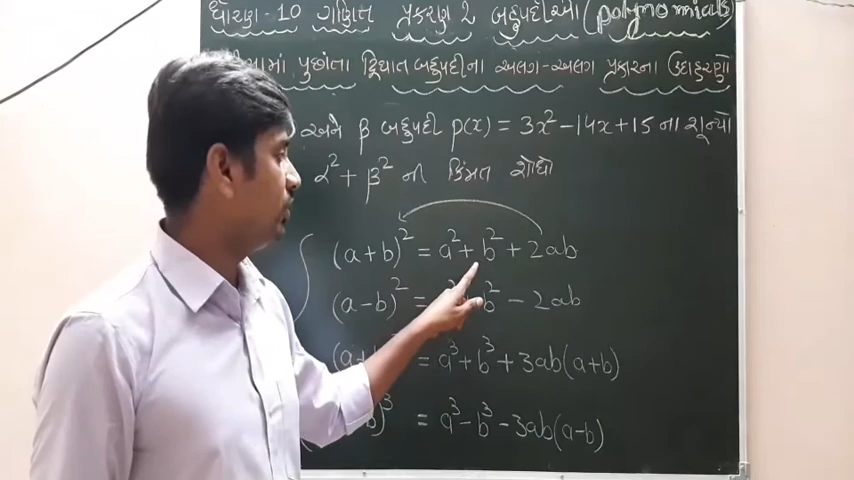 ધોરણ-10 ગણિત પ્રકરણ 2 બહુપદીઓ (polynomials)
પુછાતા દ્વિઘાત બહુપદીના અલગ-અલગ પ્રકારના ઉદાહરણો
અને β બહુપદી p(x) = 3x² - 14x + 15 ના શૂન્યો
α² + β² ની કિંમત શોધો
(a+b)² = a² + b² + 2ab
(a-b)² = b² - 2ab
= a³ + b³ + 3ab(a+b)
b)³ = a³ - b³ - 3ab(a-b)